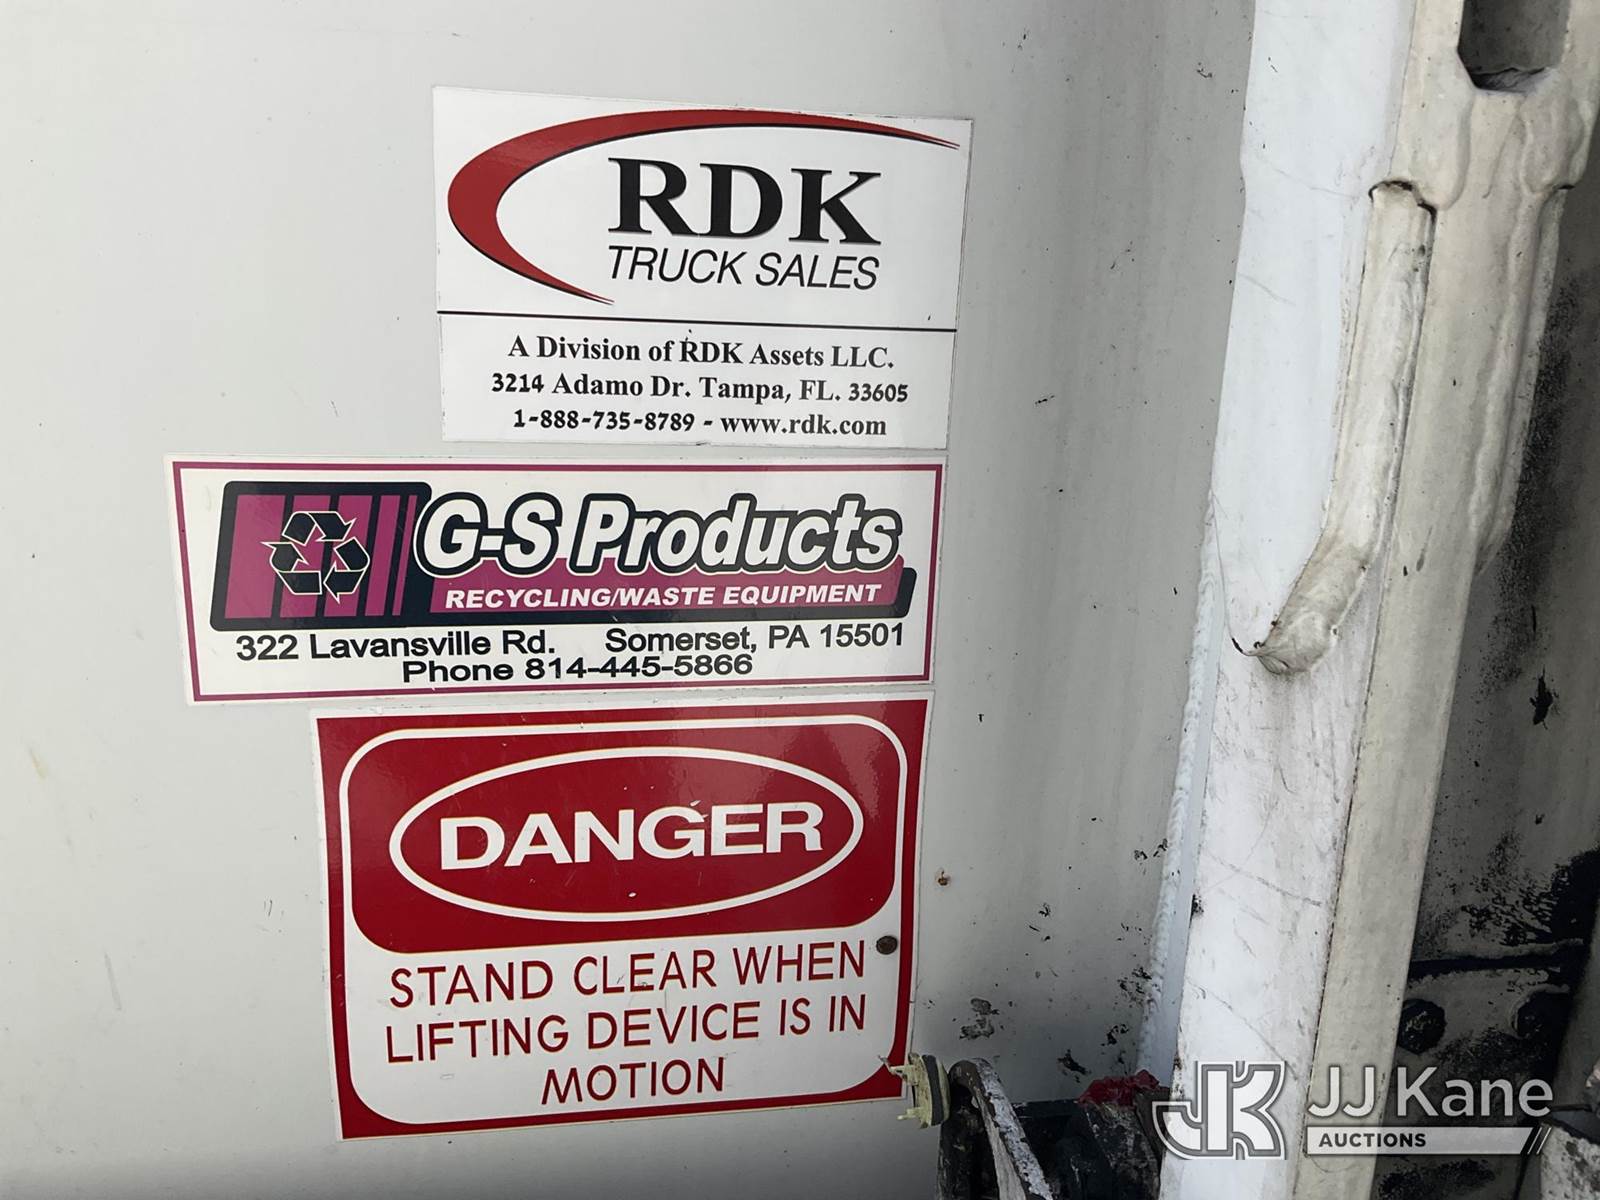 RDK
TRUCK SALES
A Division of RDK Assets LLC.
3214 Adamo Dr. Tampa, FL. 33605
1-888-735-8789 - www.rdk.com
G-S Products
RECYCLING/WASTE EQUIPMENT
322 Lavansville Rd. Somerset, PA 15501
Phone 814-445-5866
DANGER
STAND CLEAR WHEN
LIFTING DEVICE IS IN
MOTION
JK JJ Kane
AUCTIONS